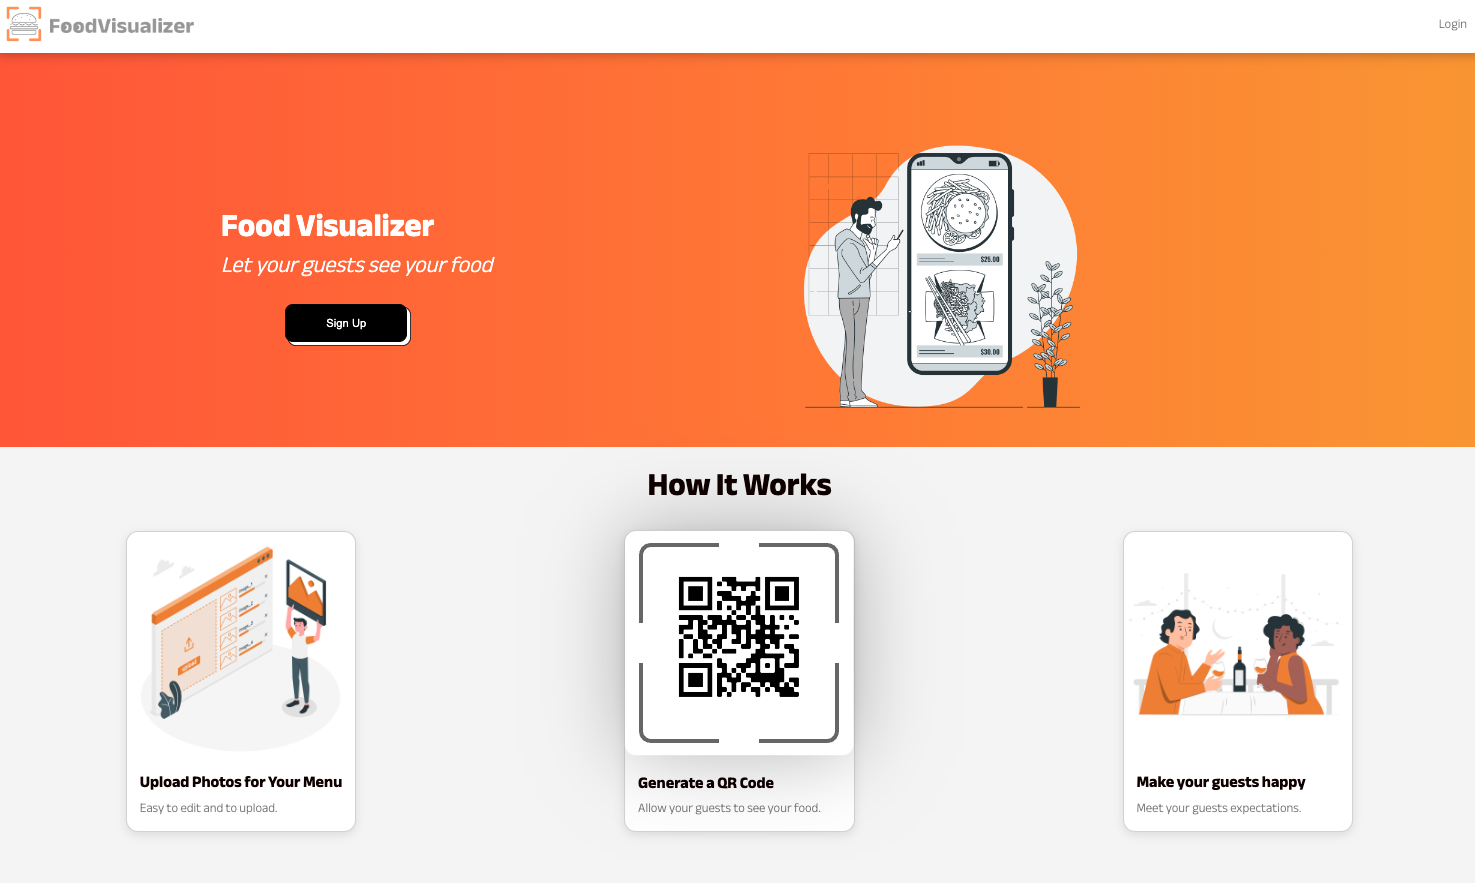 FoodVisualizer
Login
Food Visualizer
Let your guests see your food
Sign Up
$25.00
$30.00
How It Works
Upload Photos for Your Menu
Easy to edit and to upload.
Generate a QR Code
Allow your guests to see your food.
Make your guests happy
Meet your guests expectations.